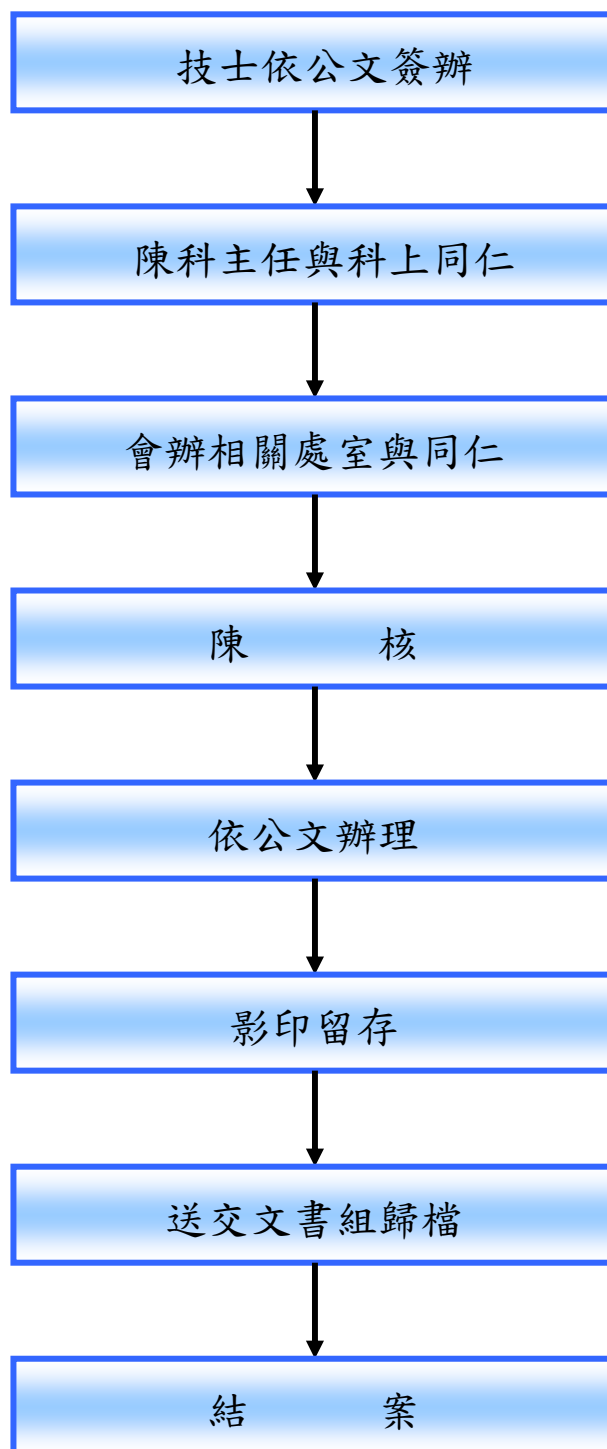 技士依公文簽辦
陳科主任與科上同仁
會辦相關處室與同仁
陳　　　核
依公文辦理
影印留存
送交文書組歸檔
結　　　案